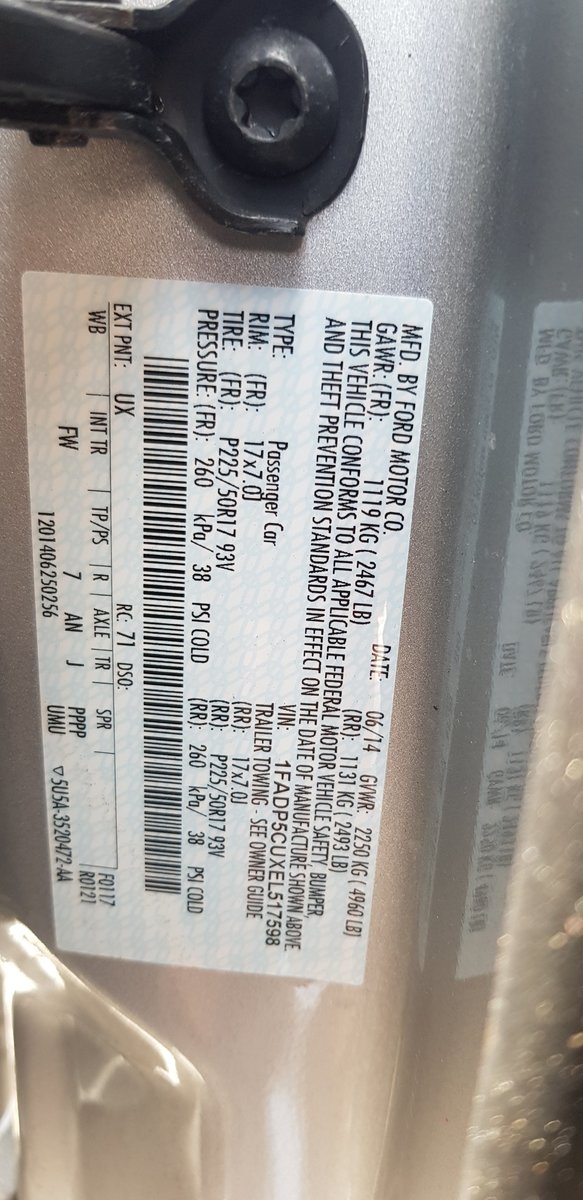 MFD. BY FORD MOTOR CO.
DATE: 06/14 GVWR: 2250 KG ( 4960 LB)
GAWR: (FR): 1119 KG ( 2467 LB) (RR): 1131 KG ( 2493 LB)
THIS VEHICLE CONFORMS TO ALL APPLICABLE FEDERAL MOTOR VEHICLE SAFETY BUMPER
AND THEFT PREVENTION STANDARDS IN EFFECT ON THE DATE OF MANUFACTURE SHOWN ABOVE
VIN: 1FADP5CUXEL517598
TYPE: Passenger Car TRAILER TOWING - SEE OWNER GUIDE
RIM: (FR): 17x7.0J (RR): 17x7.0J
TIRE: (FR): P225/50R17 93V (RR): P225/50R17 93V
PRESSURE: (FR): 260 kPa/ 38 PSI COLD (RR): 260 kPa/ 38 PSI COLD
EXT PNT: UX RC: 71 DSO: F0117
WB | INT TR | TP/PS | R | AXLE | TR | SPR | R0121
FW 7 AN J PPPP
1201406250256 UMU ▽5U5A-3520472-AA